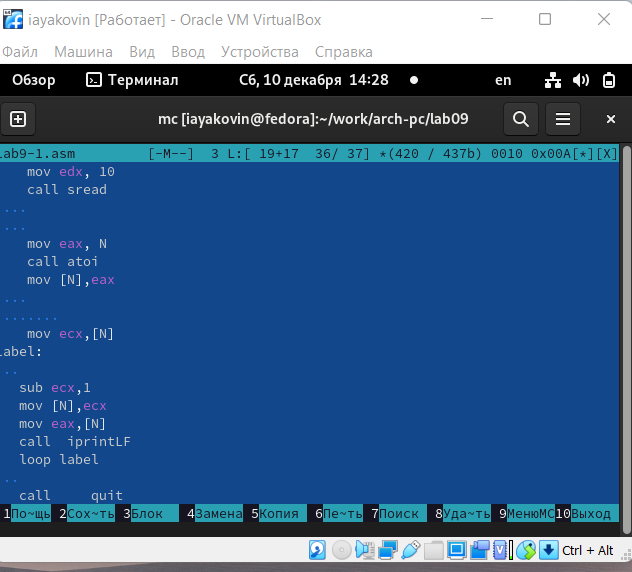 iayakovin [Работает] - Oracle VM VirtualBox
Файл Машина Вид Ввод Устройства Справка
Обзор Терминал Сб, 10 декабря 14:28 en
mc [iayakovin@fedora]:~/work/arch-pc/lab09
lab9-1.asm [-M--] 3 L:[ 19+17 36/ 37] *(420 / 437b) 0010 0x00A[*][X]
mov edx, 10
call sread
...
...
mov eax, N
call atoi
mov [N],eax
...
.......
mov ecx,[N]
label:
..
sub ecx,1
mov [N],ecx
mov eax,[N]
call iprintLF
loop label
..
call quit
1По~щь 2Сох~ть 3Блок 4Замена 5Копия 6Пе~ть 7Поиск 8Уда~ть 9МенюMC 10Выход
Ctrl + Alt